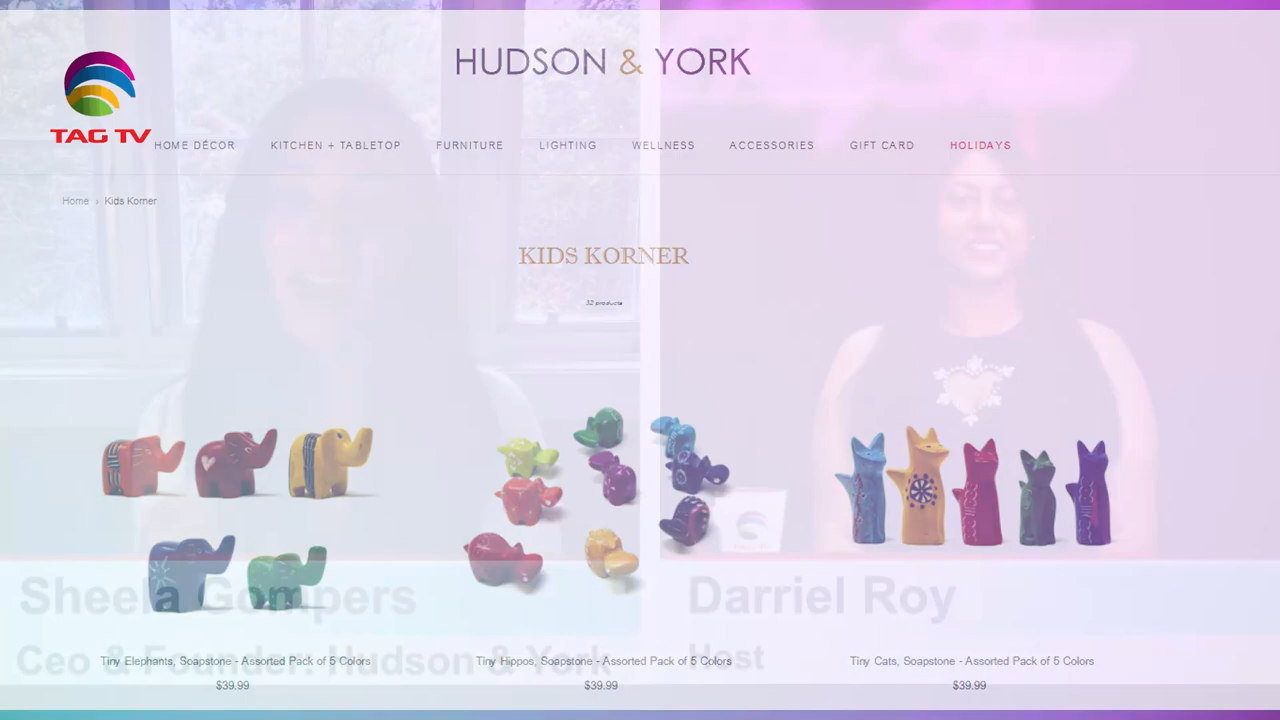 HUDSON & YORK
TAG TV
HOME DÉCOR KITCHEN + TABLETOP FURNITURE LIGHTING WELLNESS ACCESSORIES GIFT CARD HOLIDAYS
Home › Kids Korner
KIDS KORNER
32 products
Sheela Gompers
Darriel Roy
Ceo & Founder: Hudson & York
Host
Tiny Elephants, Soapstone - Assorted Pack of 5 Colors
Tiny Hippos, Soapstone - Assorted Pack of 5 Colors
Tiny Cats, Soapstone - Assorted Pack of 5 Colors
$39.99
$39.99
$39.99